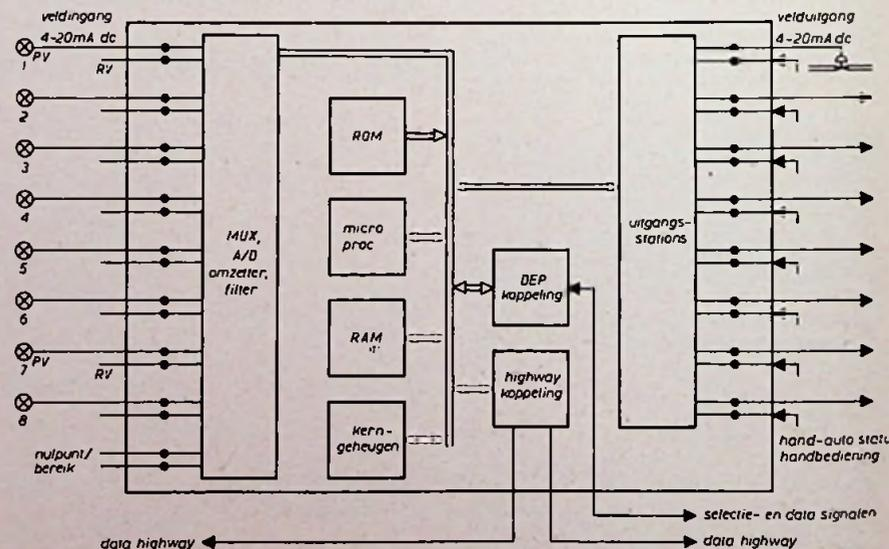 veldingang
4-20mA dc
1 PV
RV
2
3
4
5
6
7 PV
RV
8
nulpunt/
bereik
MUX,
A/D
omzetter,
filter
ROM
micro
proc
RAM
kern-
geheugen
DEP
koppeling
highway
koppeling
uitgangs-
stations
velduitgang
4-20mA dc
hand-auto statu
handbediening
selectie- en data signalen
data highway
data highway